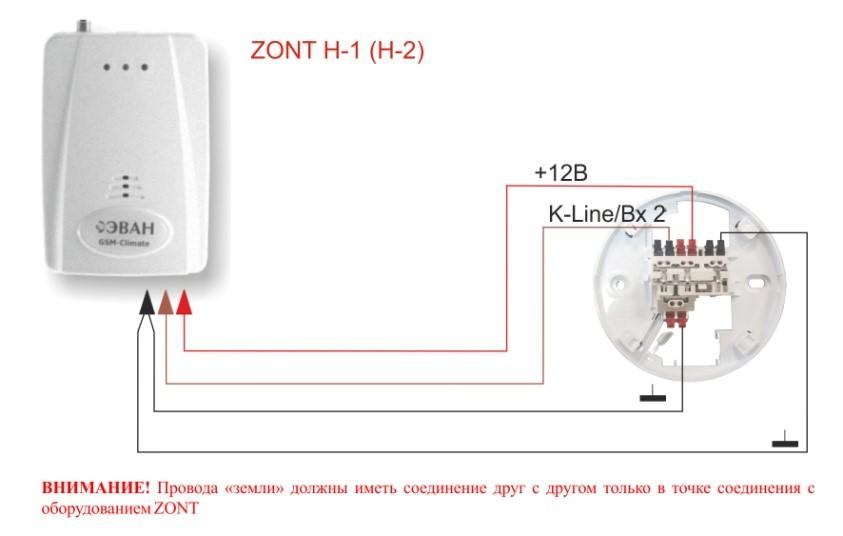 ZONT H-1 (H-2)
+12В
K-Line/Вх 2
ЭВАН
GSM-Climate
ВНИМАНИЕ! Провода «земли» должны иметь соединение друг с другом только в точке соединения с
оборудованием ZONT